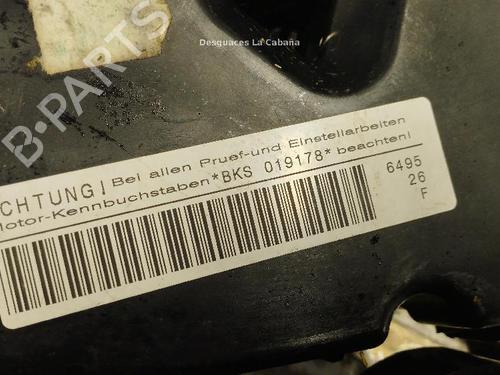 Desguaces La Cabaña
B-PARTS
CHTUNG! Bei allen Pruef-und Einstellarbeiten
Motor-Kennbuchstaben *BKS 019178* beachten!
6495
26
F